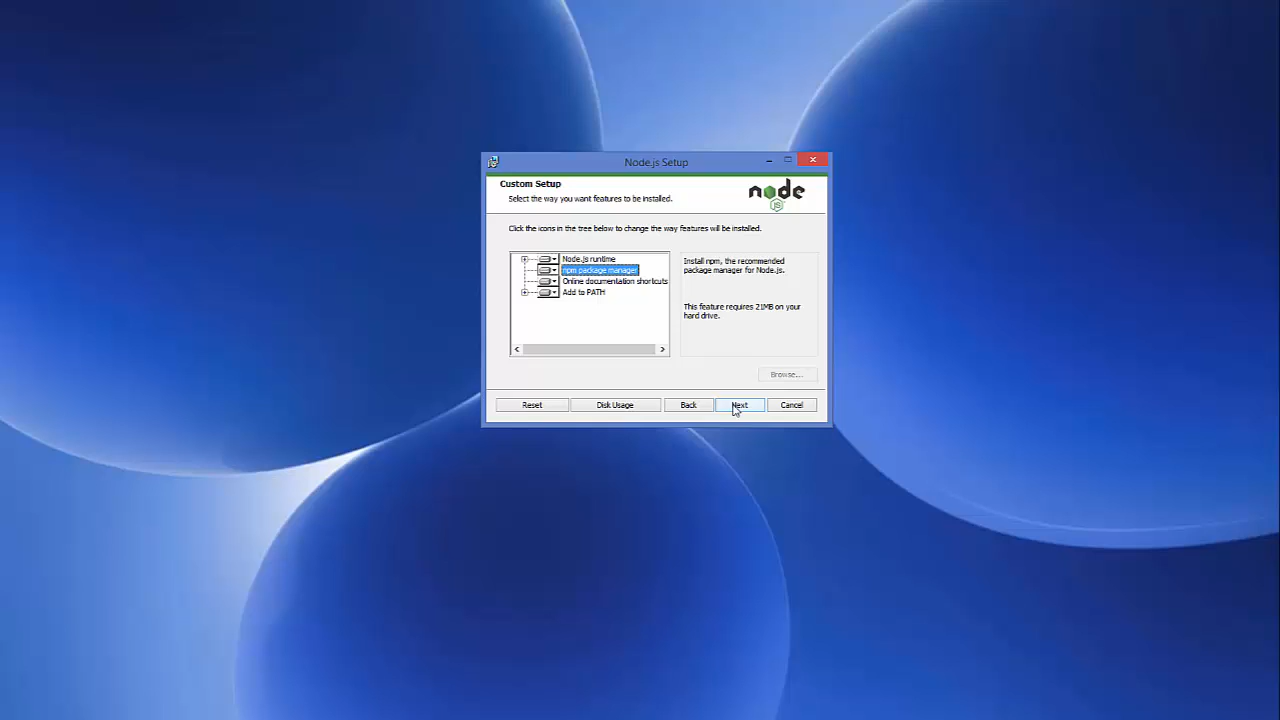 Node.js Setup
Custom Setup
Select the way you want features to be installed.
node
JS
Click the icons in the tree below to change the way features will be installed.
Node.js runtime
npm package manager
Online documentation shortcuts
Add to PATH
Install npm, the recommended
package manager for Node.js.
This feature requires 21MB on your
hard drive.
Browse...
Reset
Disk Usage
Back
Next
Cancel